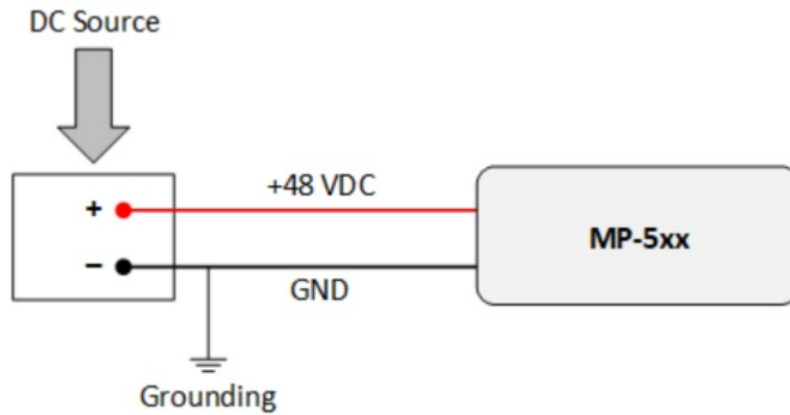 DC Source
+
+48 VDC
MP-5xx
−
GND
Grounding